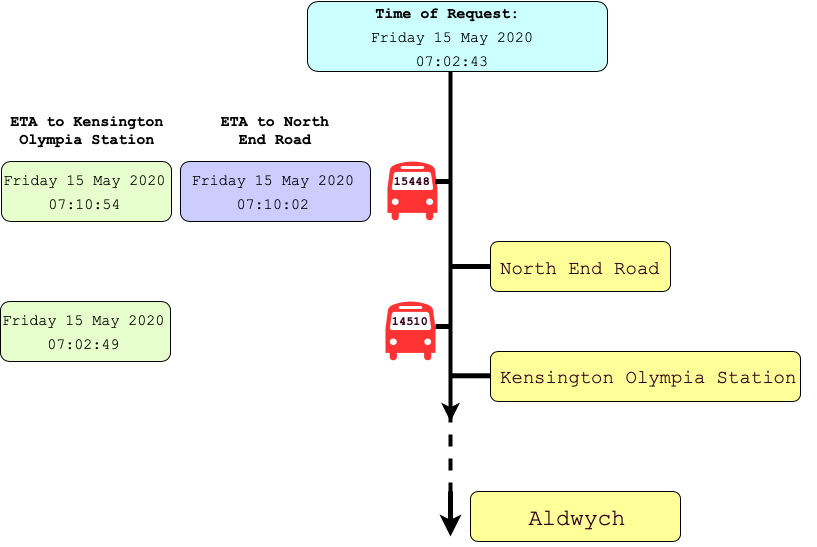 Time of Request:
Friday 15 May 2020
07:02:43
ETA to Kensington
Olympia Station
ETA to North
End Road
Friday 15 May 2020
07:10:54
Friday 15 May 2020
07:10:02
15448
North End Road
Friday 15 May 2020
07:02:49
14510
Kensington Olympia Station
Aldwych